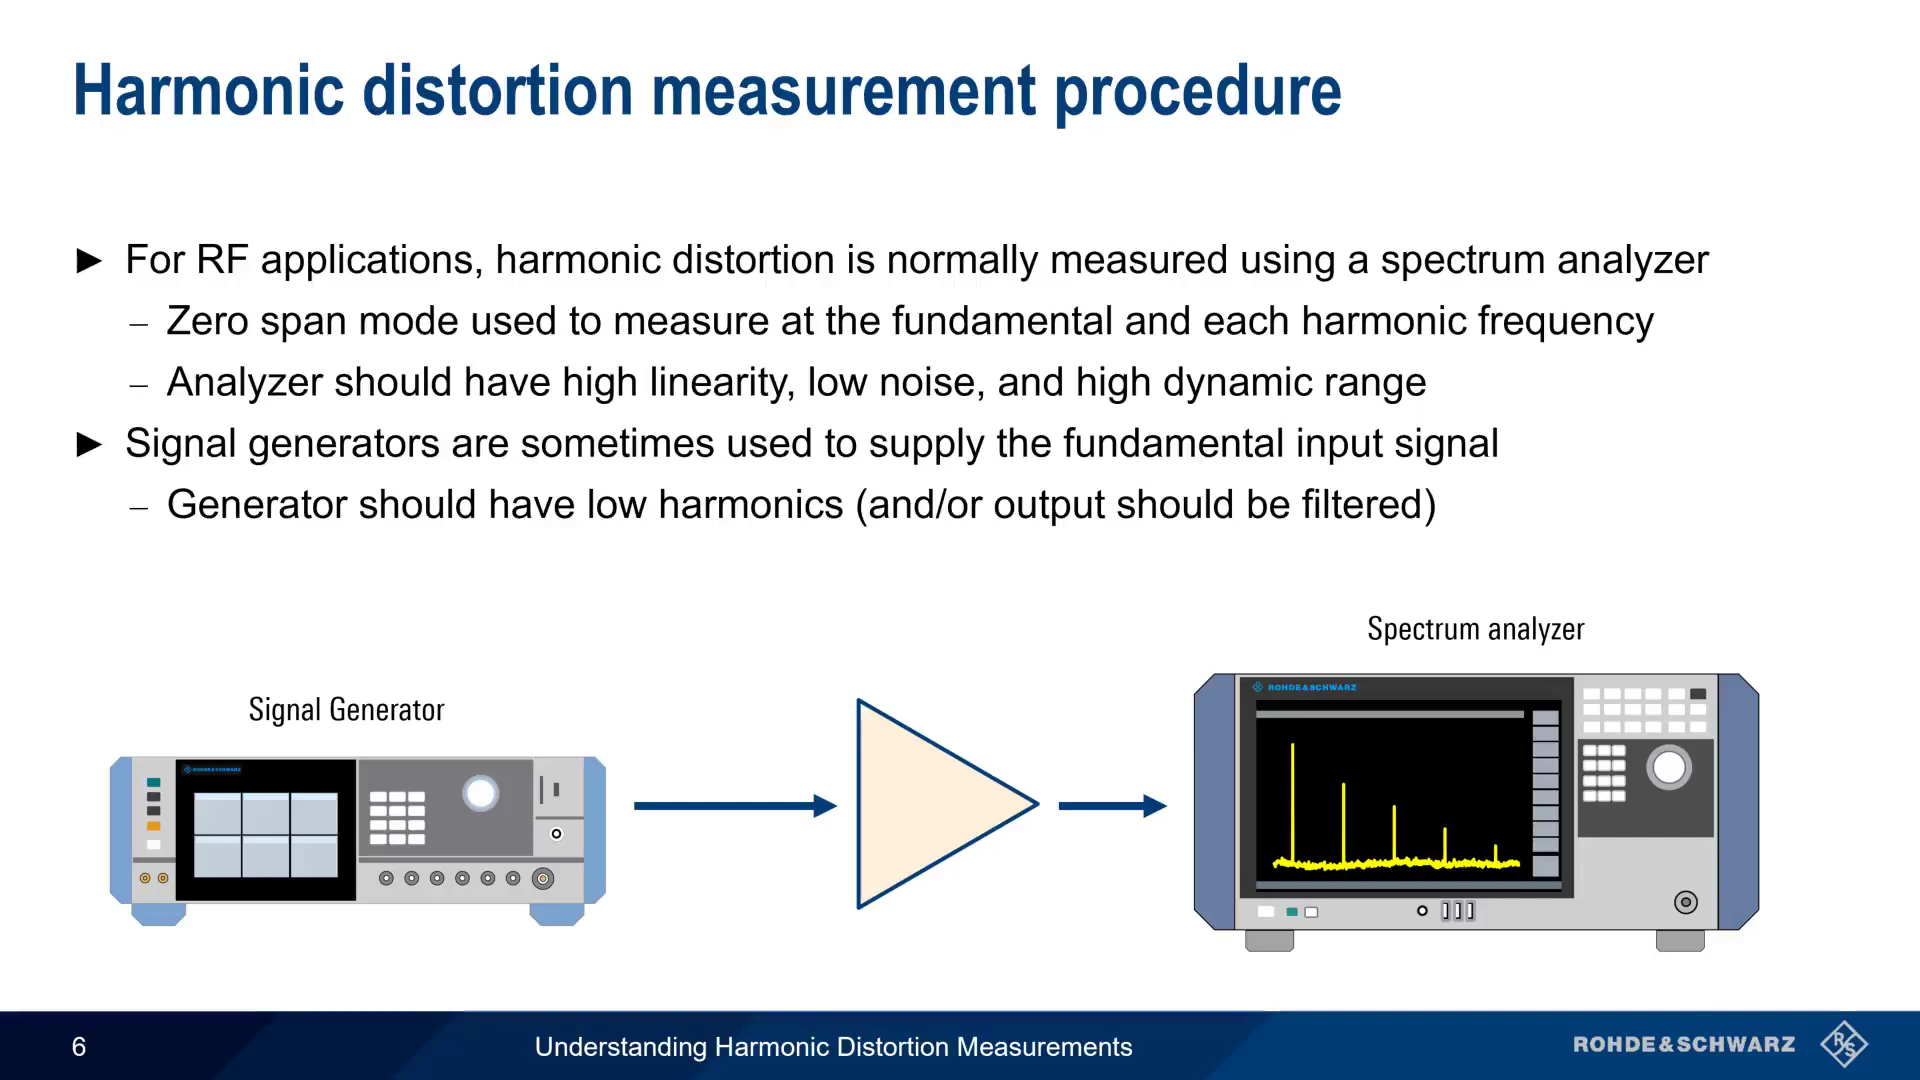 Harmonic distortion measurement procedure
► For RF applications, harmonic distortion is normally measured using a spectrum analyzer
– Zero span mode used to measure at the fundamental and each harmonic frequency
– Analyzer should have high linearity, low noise, and high dynamic range
► Signal generators are sometimes used to supply the fundamental input signal
– Generator should have low harmonics (and/or output should be filtered)
Spectrum analyzer
ROHDE&SCHWARZ
Signal Generator
ROHDE&SCHWARZ
6
Understanding Harmonic Distortion Measurements
ROHDE&SCHWARZ
R&S